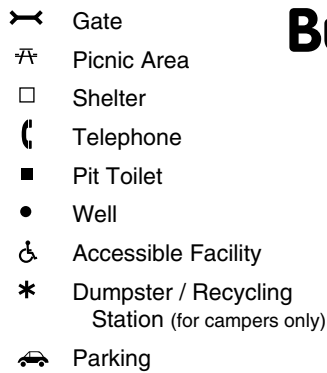 Gate
Picnic Area
Shelter
Telephone
Pit Toilet
Well
Accessible Facility
Dumpster / Recycling
Station (for campers only)
Parking